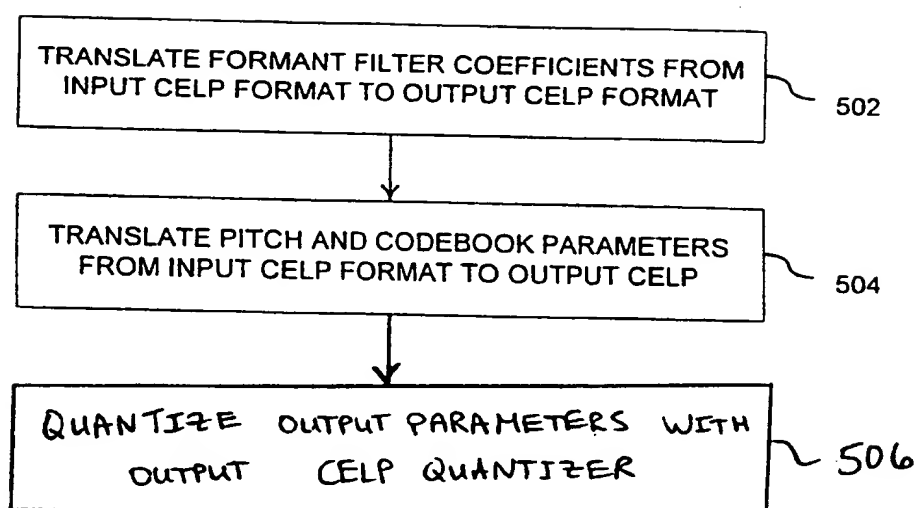 TRANSLATE FORMANT FILTER COEFFICIENTS FROM
INPUT CELP FORMAT TO OUTPUT CELP FORMAT
502
TRANSLATE PITCH AND CODEBOOK PARAMETERS
FROM INPUT CELP FORMAT TO OUTPUT CELP
504
QUANTIZE OUTPUT PARAMETERS WITH
OUTPUT CELP QUANTIZER
506